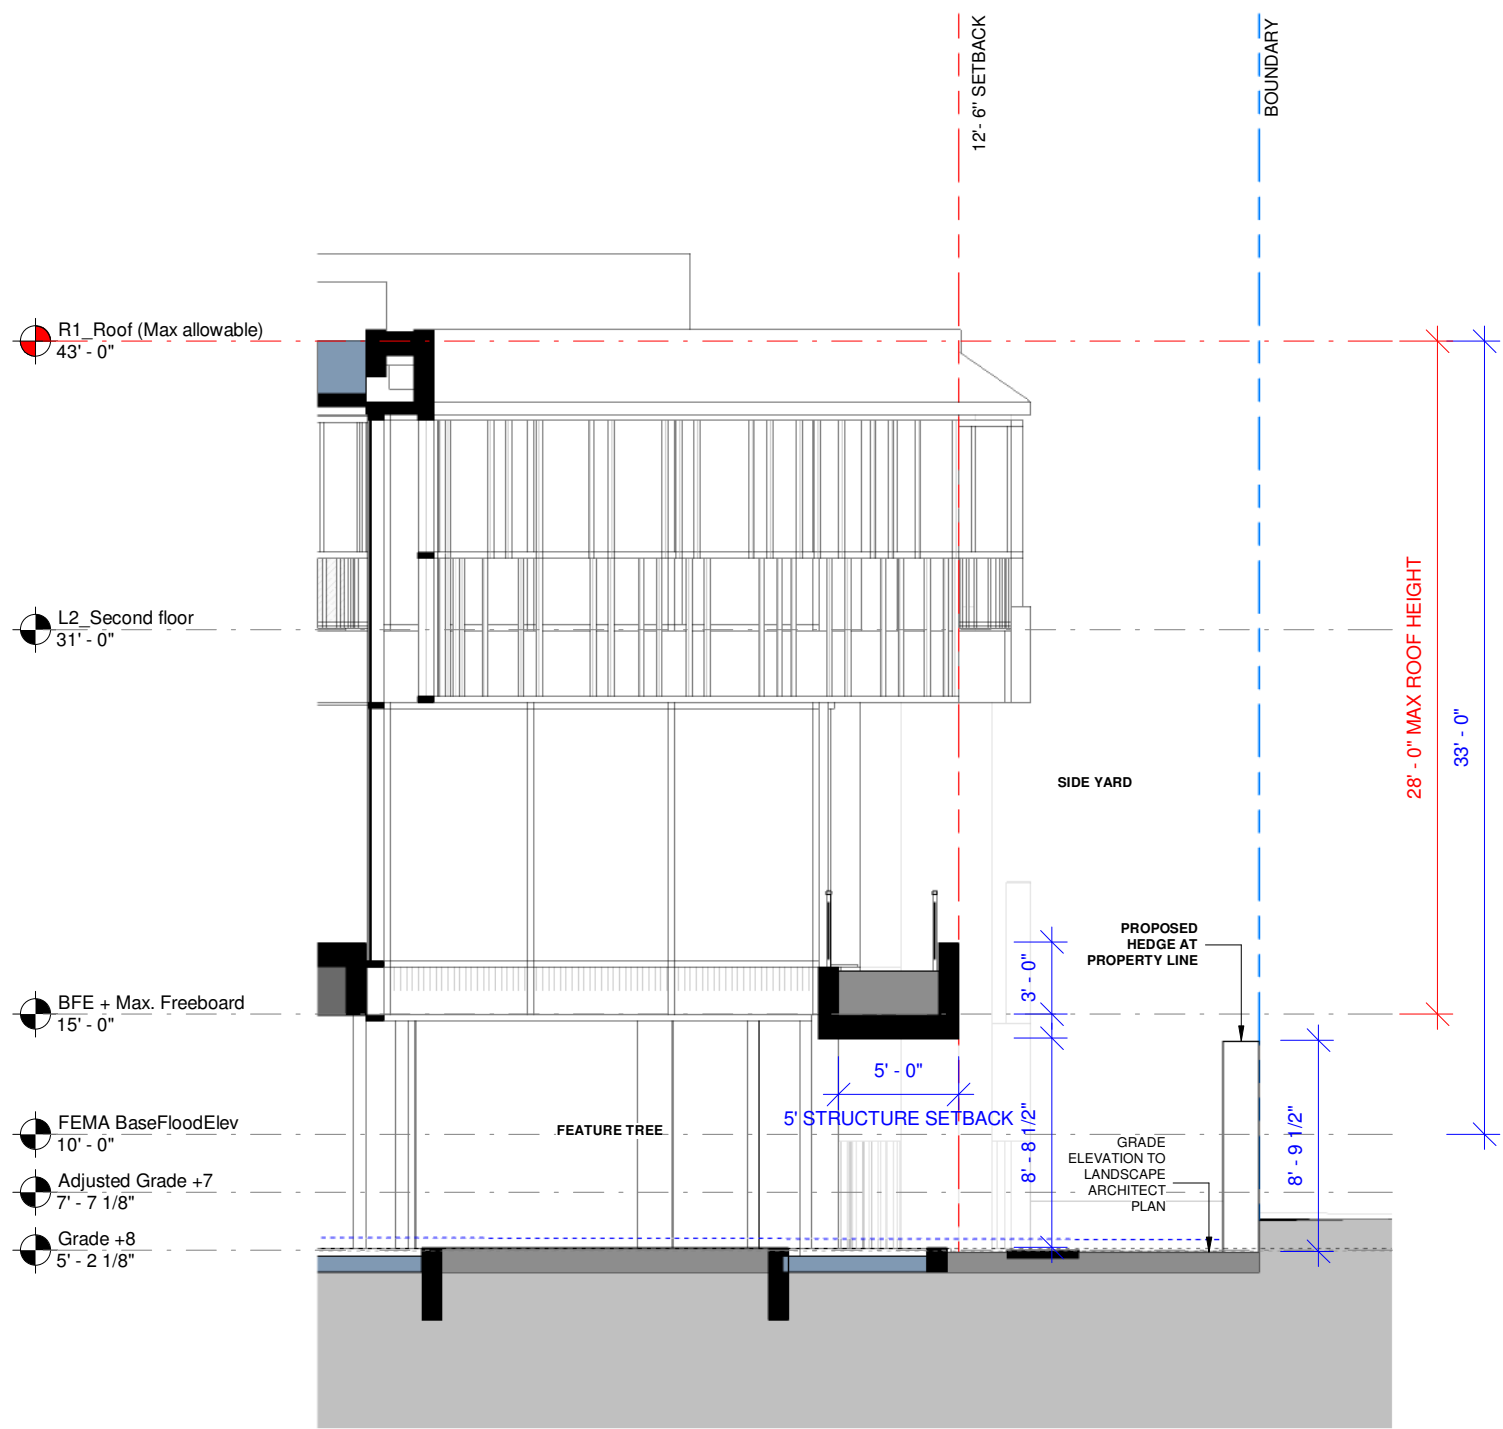 12'- 6" SETBACK
BOUNDARY
R1_Roof (Max allowable)
43' - 0"
L2_Second floor
31' - 0"
28' - 0" MAX ROOF HEIGHT
33' - 0"
SIDE YARD
PROPOSED
HEDGE AT
PROPERTY LINE
3' - 0"
BFE + Max. Freeboard
15' - 0"
5' - 0"
5' STRUCTURE SETBACK
8' - 8 1/2"
8' - 9 1/2"
FEMA BaseFloodElev
10' - 0"
FEATURE TREE
GRADE
ELEVATION TO
LANDSCAPE
ARCHITECT
PLAN
Adjusted Grade +7
7' - 7 1/8"
Grade +8
5' - 2 1/8"